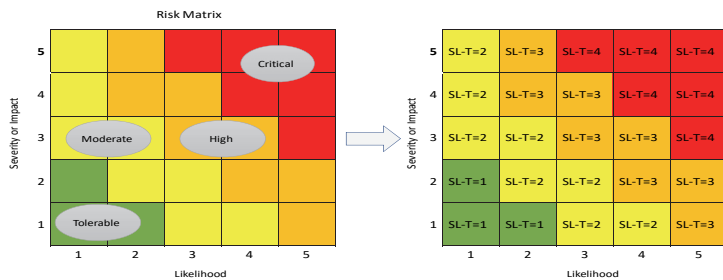 Risk Matrix
Severity or Impact
5
4
3
2
1
Critical
Moderate
High
Tolerable
1 2 3 4 5
Likelihood
Severity or Impact
5 SL-T=2 SL-T=3 SL-T=4 SL-T=4 SL-T=4
4 SL-T=2 SL-T=3 SL-T=3 SL-T=4 SL-T=4
3 SL-T=2 SL-T=2 SL-T=3 SL-T=3 SL-T=4
2 SL-T=1 SL-T=2 SL-T=2 SL-T=3 SL-T=3
1 SL-T=1 SL-T=1 SL-T=2 SL-T=2 SL-T=3
1 2 3 4 5
Likelihood